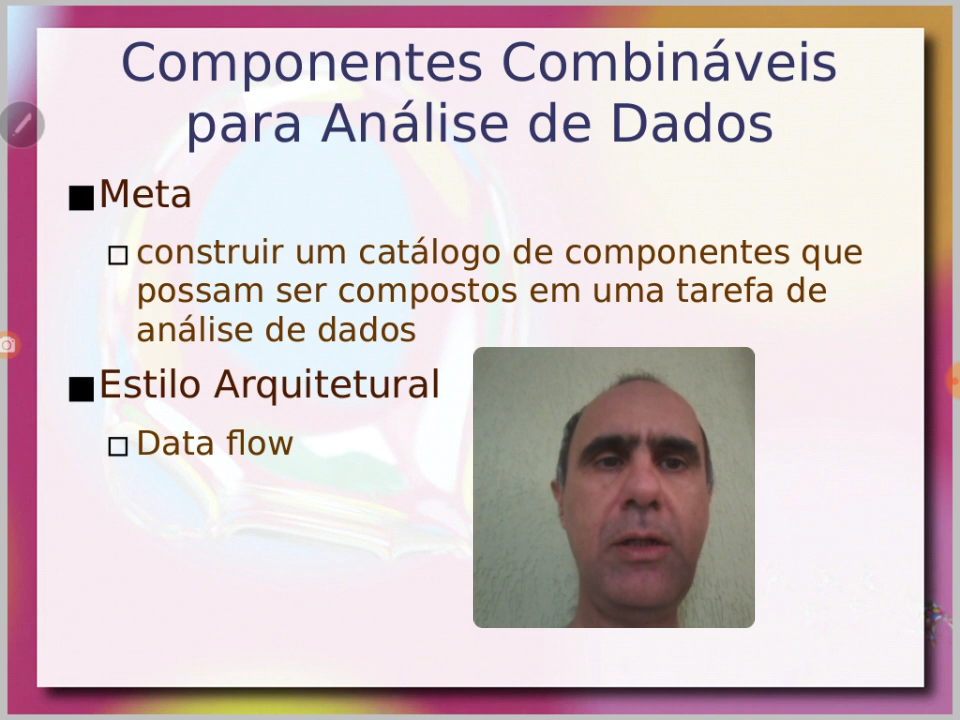 Componentes Combináveis
para Análise de Dados
Meta
construir um catálogo de componentes que
possam ser compostos em uma tarefa de
análise de dados
Estilo Arquitetural
Data flow